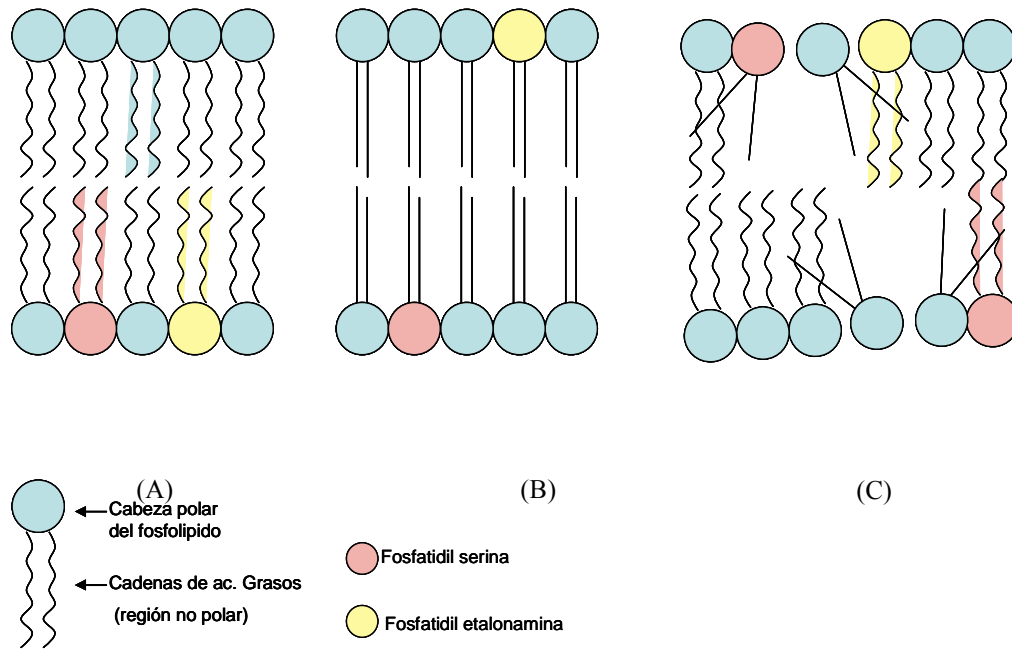 (A)
(B)
(C)
Cabeza polar
del fosfolipido
Cadenas de ac. Grasos
(región no polar)
Fosfatidil serina
Fosfatidil etalonamina